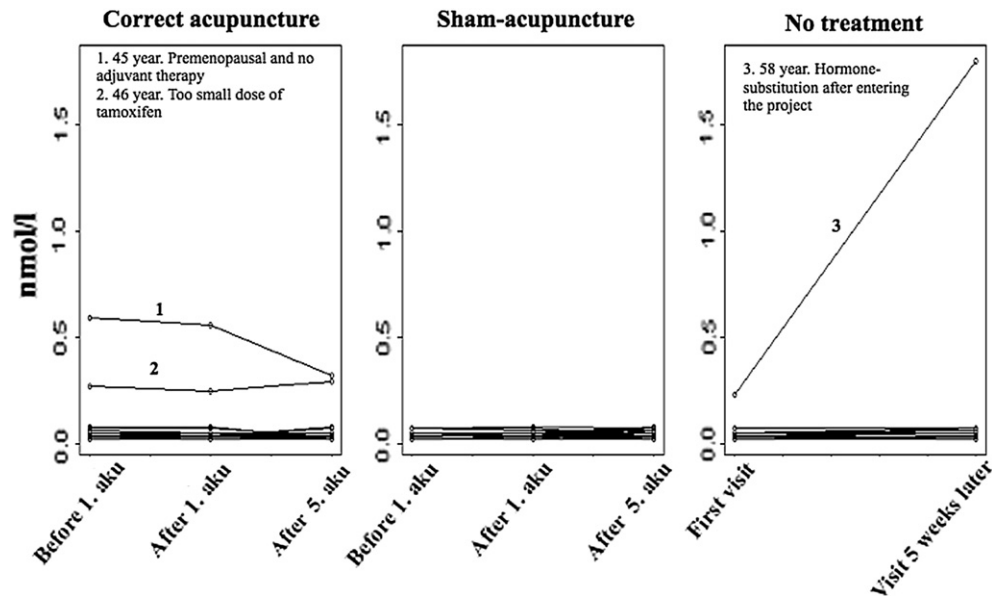 Correct acupuncture
Sham-acupuncture
No treatment
1. 45 year. Premenopausal and no
adjuvant therapy
2. 46 year. Too small dose of
tamoxifen
3. 58 year. Hormone-
substitution after entering
the project
nmol/l
1.5
1.0
0.5
0.0
1
2
Before 1. aku
After 1. aku
After 5. aku
1.5
1.0
0.5
0.0
Before 1. aku
After 1. aku
After 5. aku
1.5
1.0
0.5
0.0
3
First visit
Visit 5 weeks later